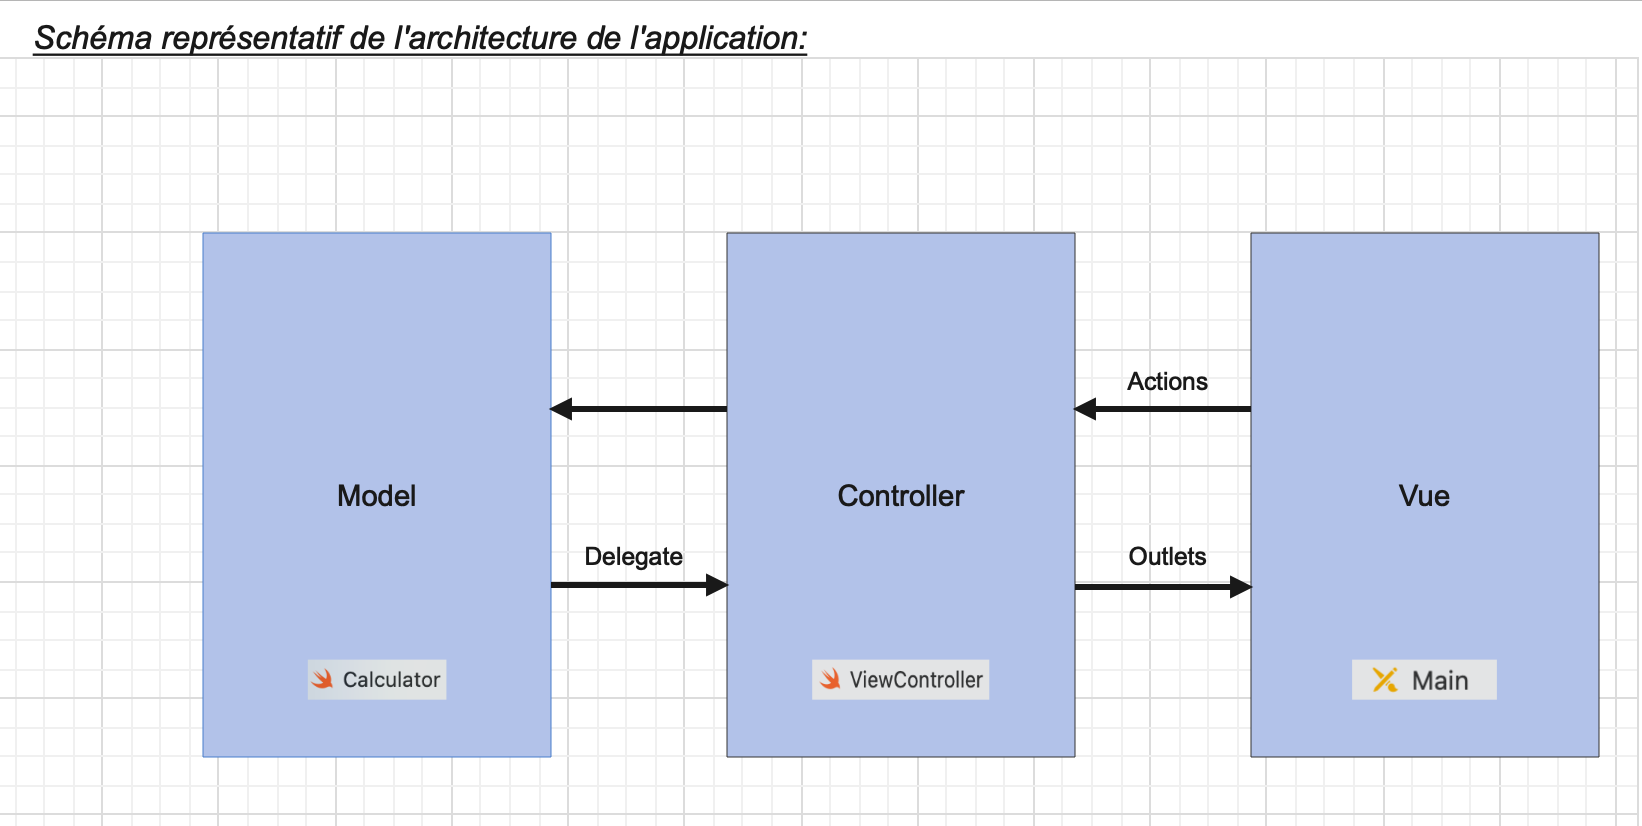 Schéma représentatif de l'architecture de l'application:
Actions
Model
Controller
Vue
Delegate
Outlets
Calculator
ViewController
Main